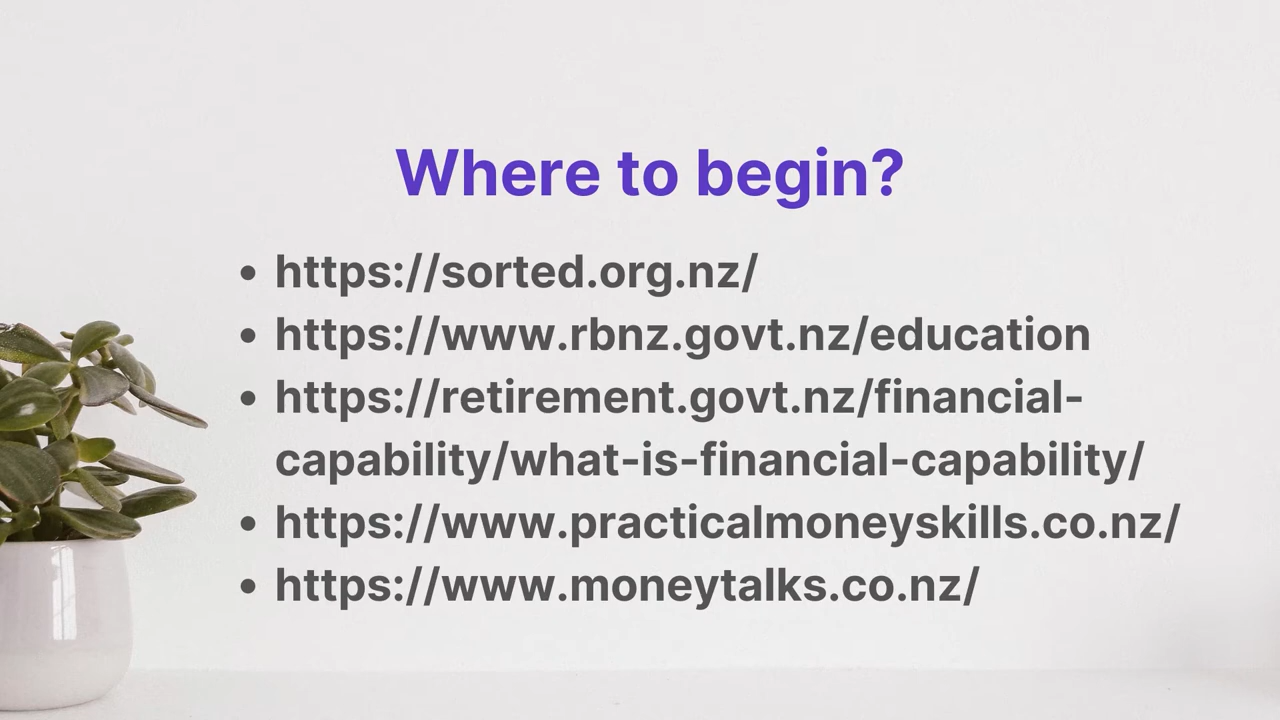 Where to begin?
• https://sorted.org.nz/
• https://www.rbnz.govt.nz/education
• https://retirement.govt.nz/financial-
capability/what-is-financial-capability/
• https://www.practicalmoneyskills.co.nz/
• https://www.moneytalks.co.nz/